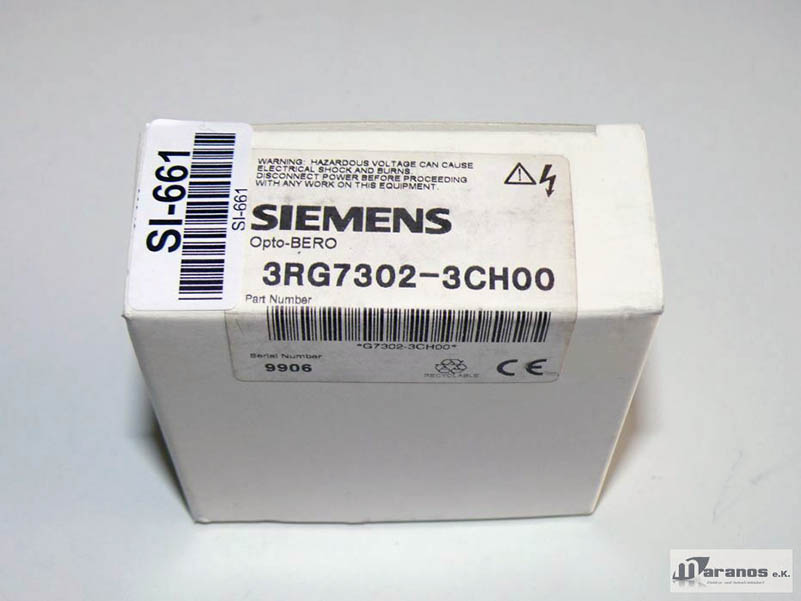 SI-661
SI-661
WARNING: HAZARDOUS VOLTAGE CAN CAUSE
ELECTRICAL SHOCK AND BURNS.
DISCONNECT POWER BEFORE PROCEEDING
WITH ANY WORK ON THIS EQUIPMENT.
SIEMENS
Opto-BERO
3RG7302-3CH00
Part Number
*G7302-3CH00*
Serial Number
9906
RECYCLABLE
CE
Maranos e.K.